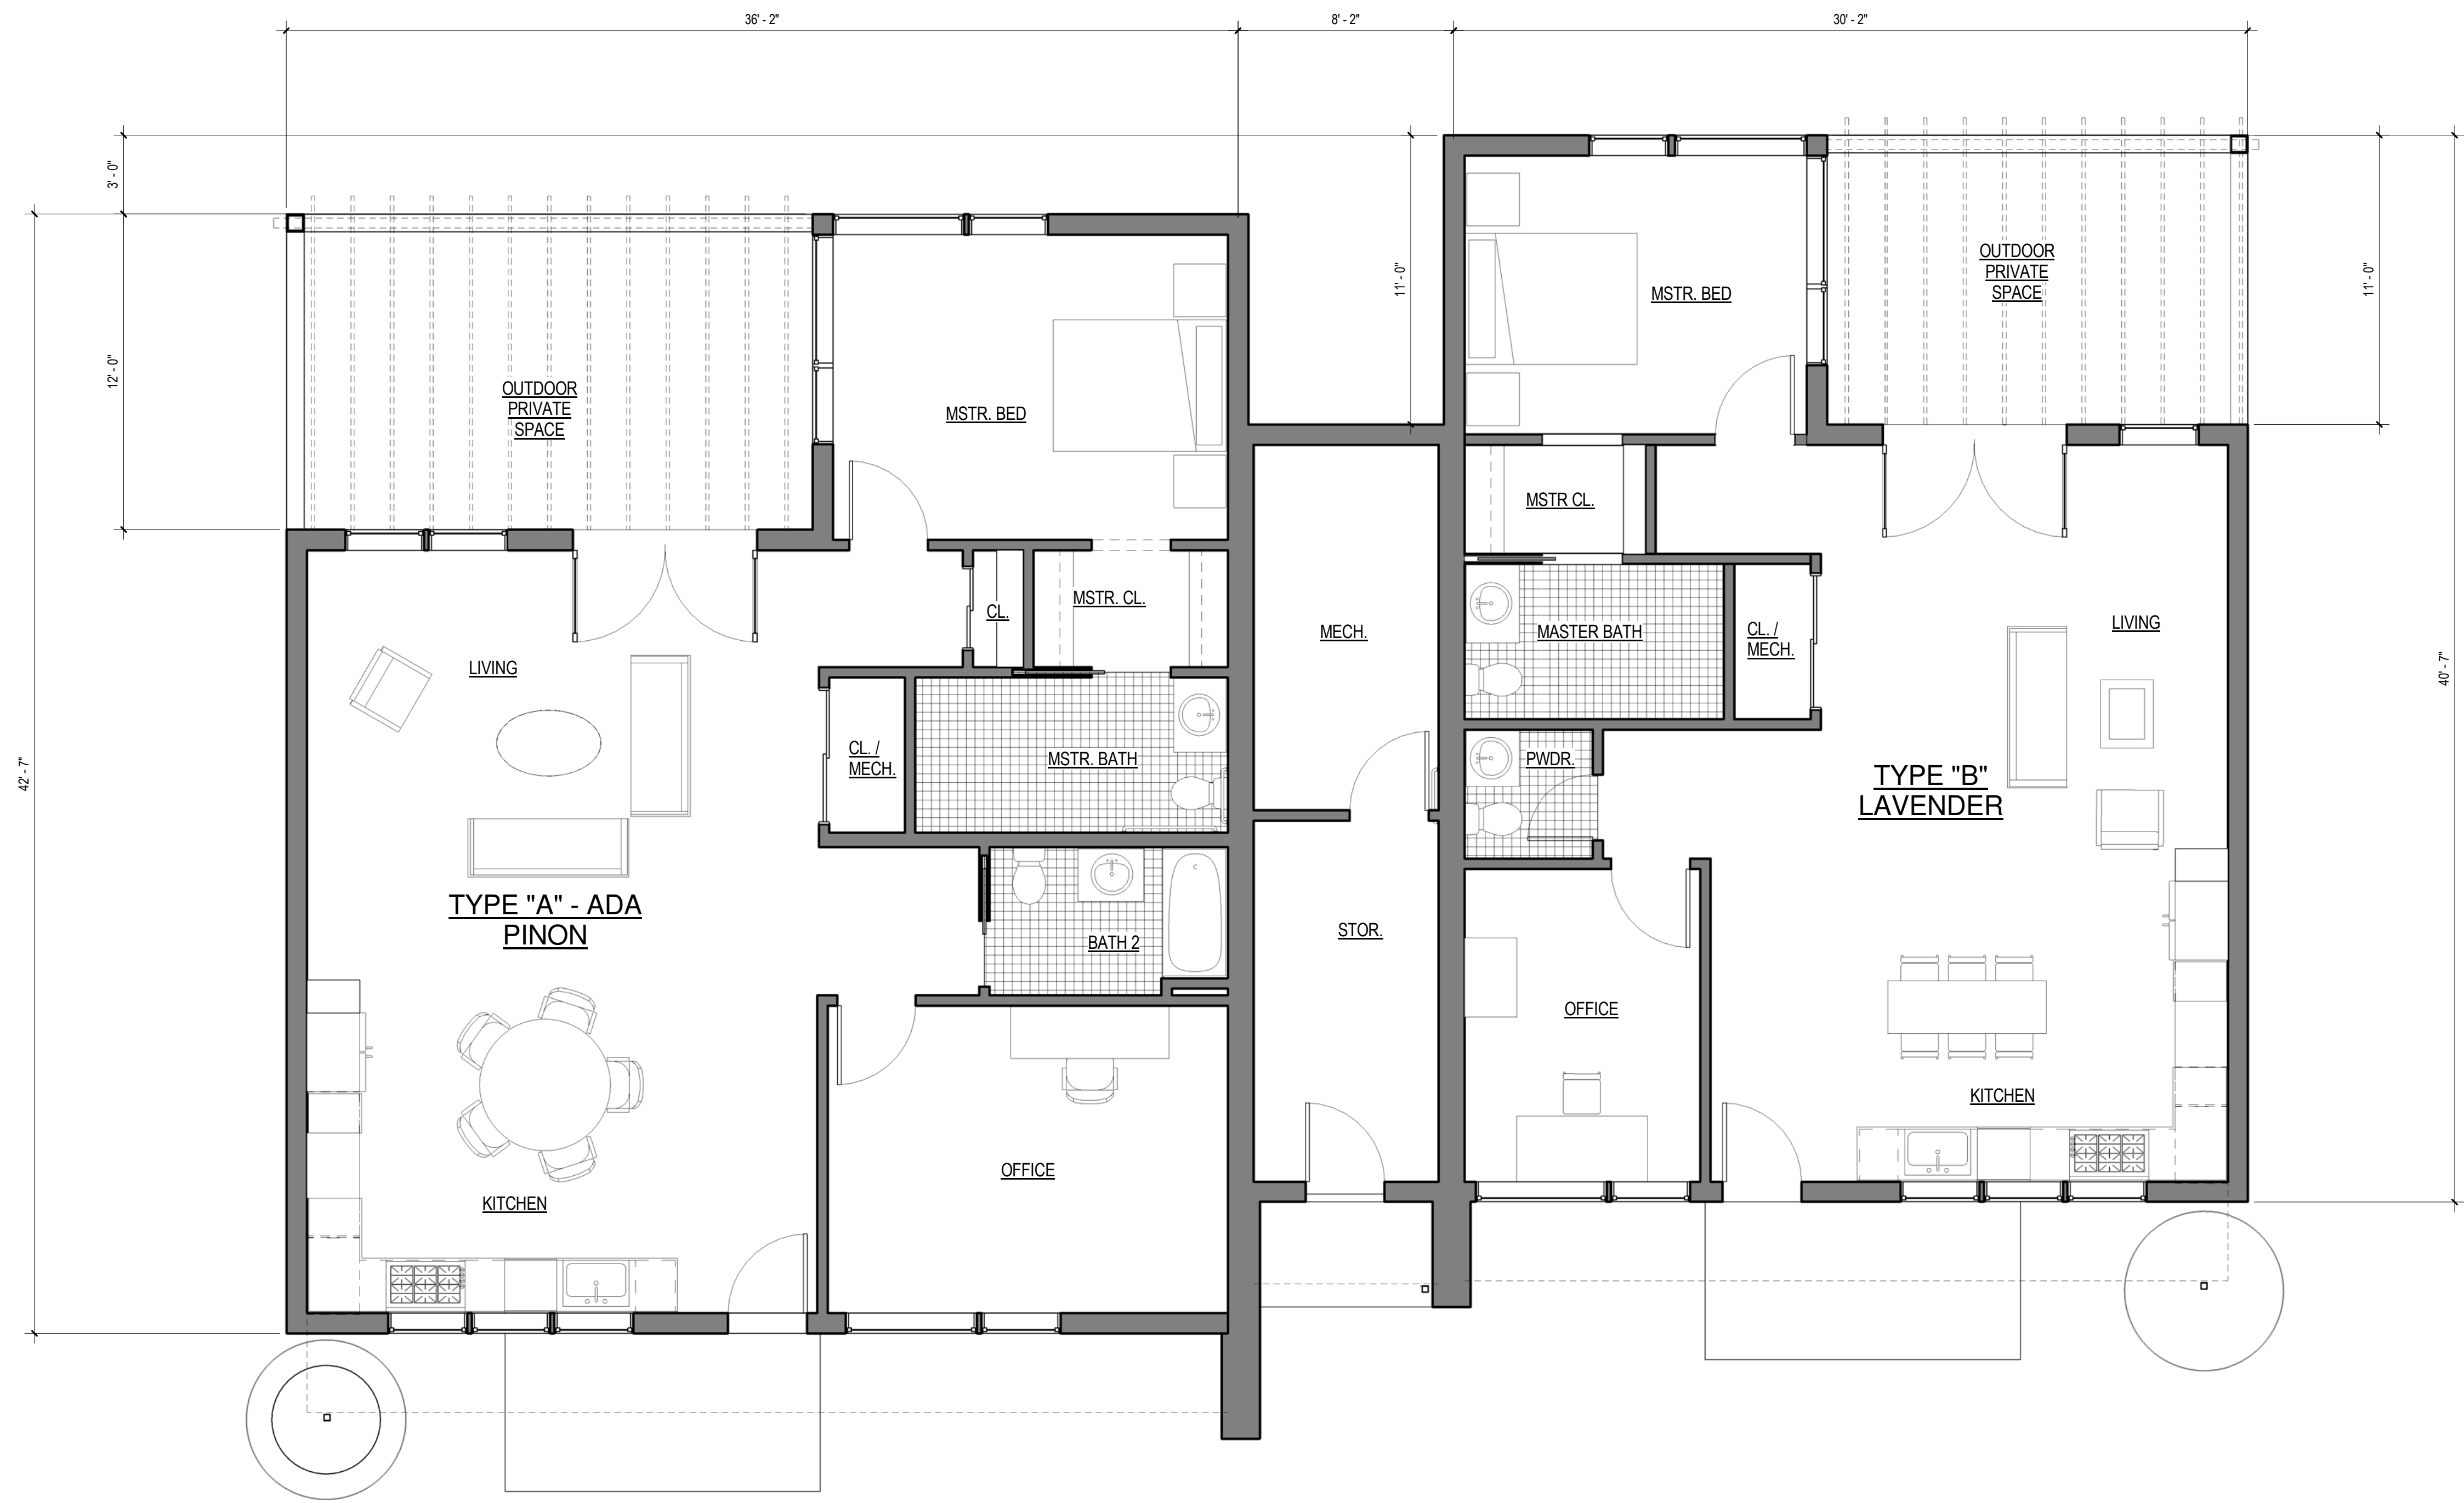 36' - 2"
8' - 2"
30' - 2"
3' - 0"
12' - 0"
42' - 7"
11' - 0"
11' - 0"
40' - 7"
OUTDOOR
PRIVATE
SPACE
MSTR. BED
MSTR. BED
OUTDOOR
PRIVATE
SPACE
LIVING
CL.
MSTR. CL.
CL. /
MECH.
MSTR. BATH
BATH 2
TYPE "A" - ADA
PINON
KITCHEN
OFFICE
MECH.
STOR.
MSTR CL.
MASTER BATH
CL. /
MECH.
LIVING
PWDR.
TYPE "B"
LAVENDER
OFFICE
KITCHEN